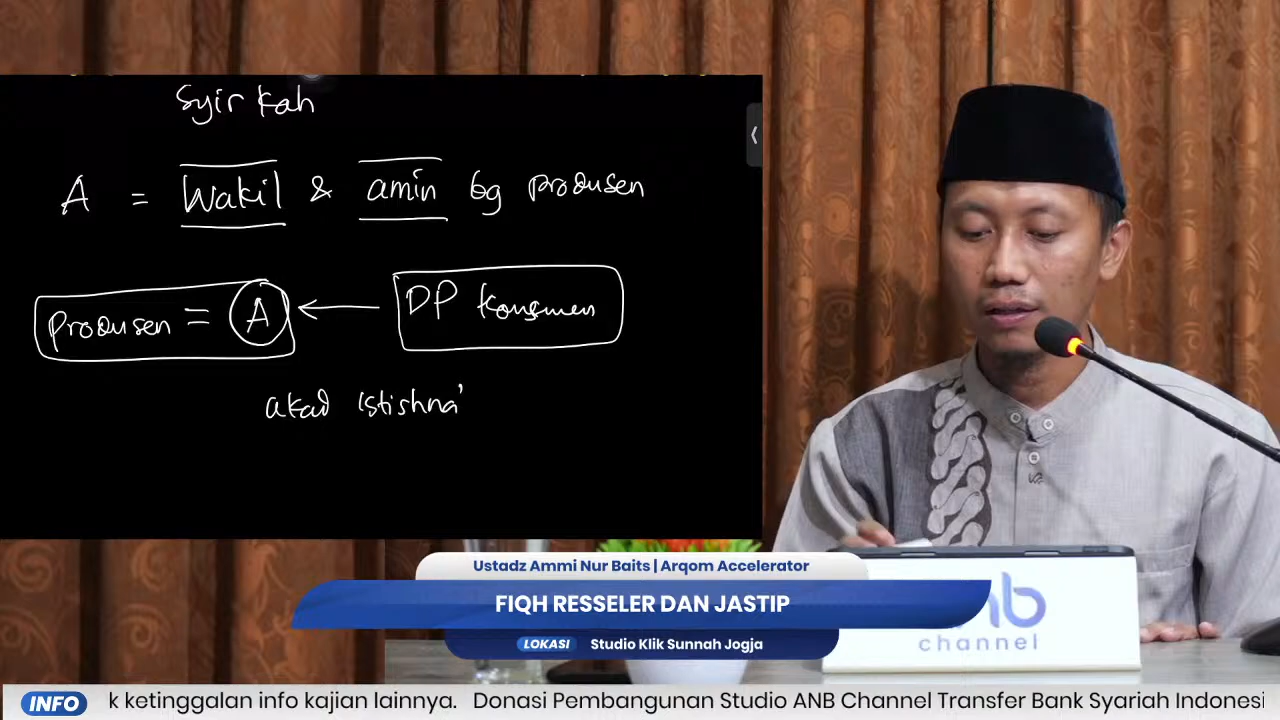 Syirkah
A = Wakil & amin bg produsen
produsen = A ← DP konsumen
akad istishna'
Ustadz Ammi Nur Baits | Arqom Accelerator
FIQH RESSELER DAN JASTIP
LOKASI Studio Klik Sunnah Jogja
channel
INFO k ketinggalan info kajian lainnya. Donasi Pembangunan Studio ANB Channel Transfer Bank Syariah Indonesi